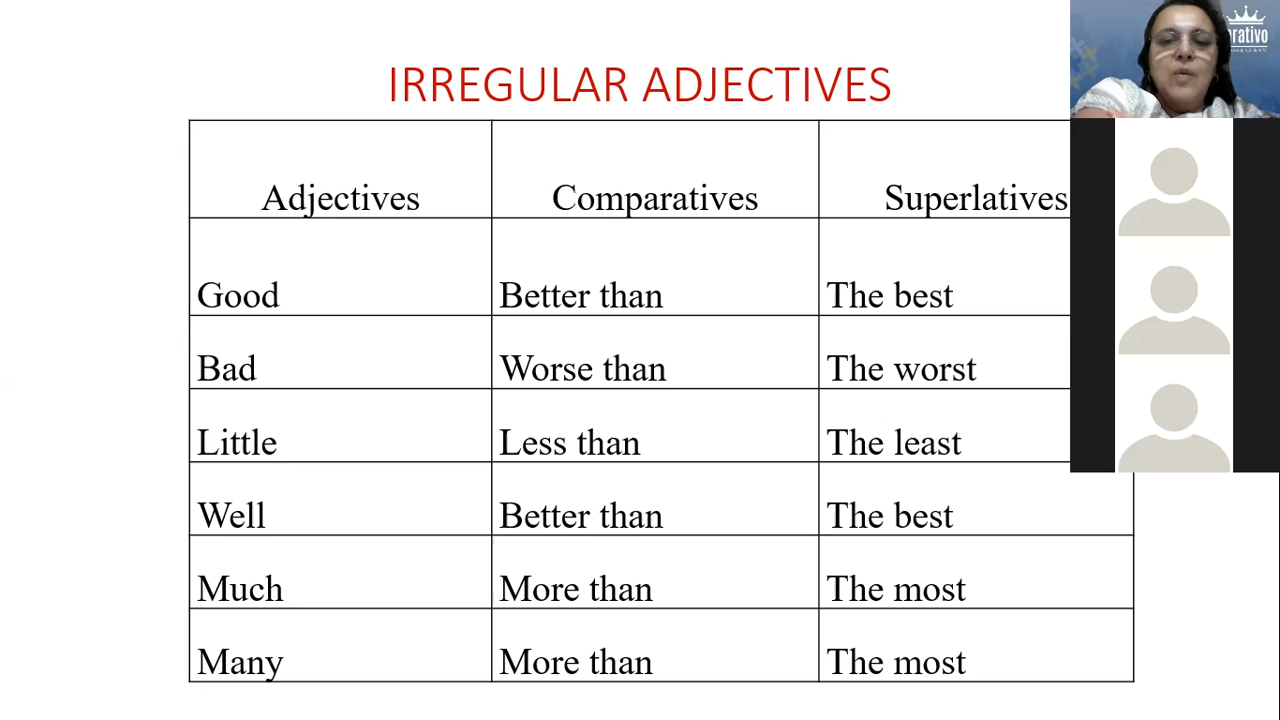 IRREGULAR ADJECTIVES
Adjectives Comparatives Superlatives
Good Better than The best
Bad Worse than The worst
Little Less than The least
Well Better than The best
Much More than The most
Many More than The most